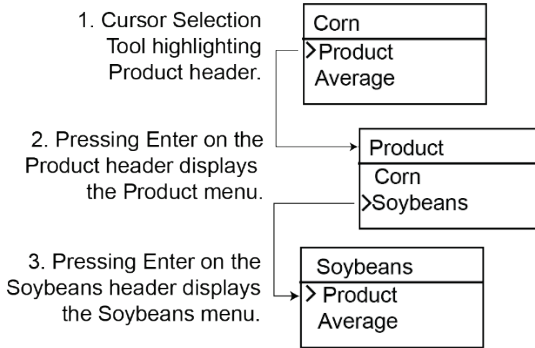 1. Cursor Selection
Tool highlighting
Product header.
Corn
>Product
Average
2. Pressing Enter on the
Product header displays
the Product menu.
Product
Corn
>Soybeans
3. Pressing Enter on the
Soybeans header displays
the Soybeans menu.
Soybeans
> Product
Average